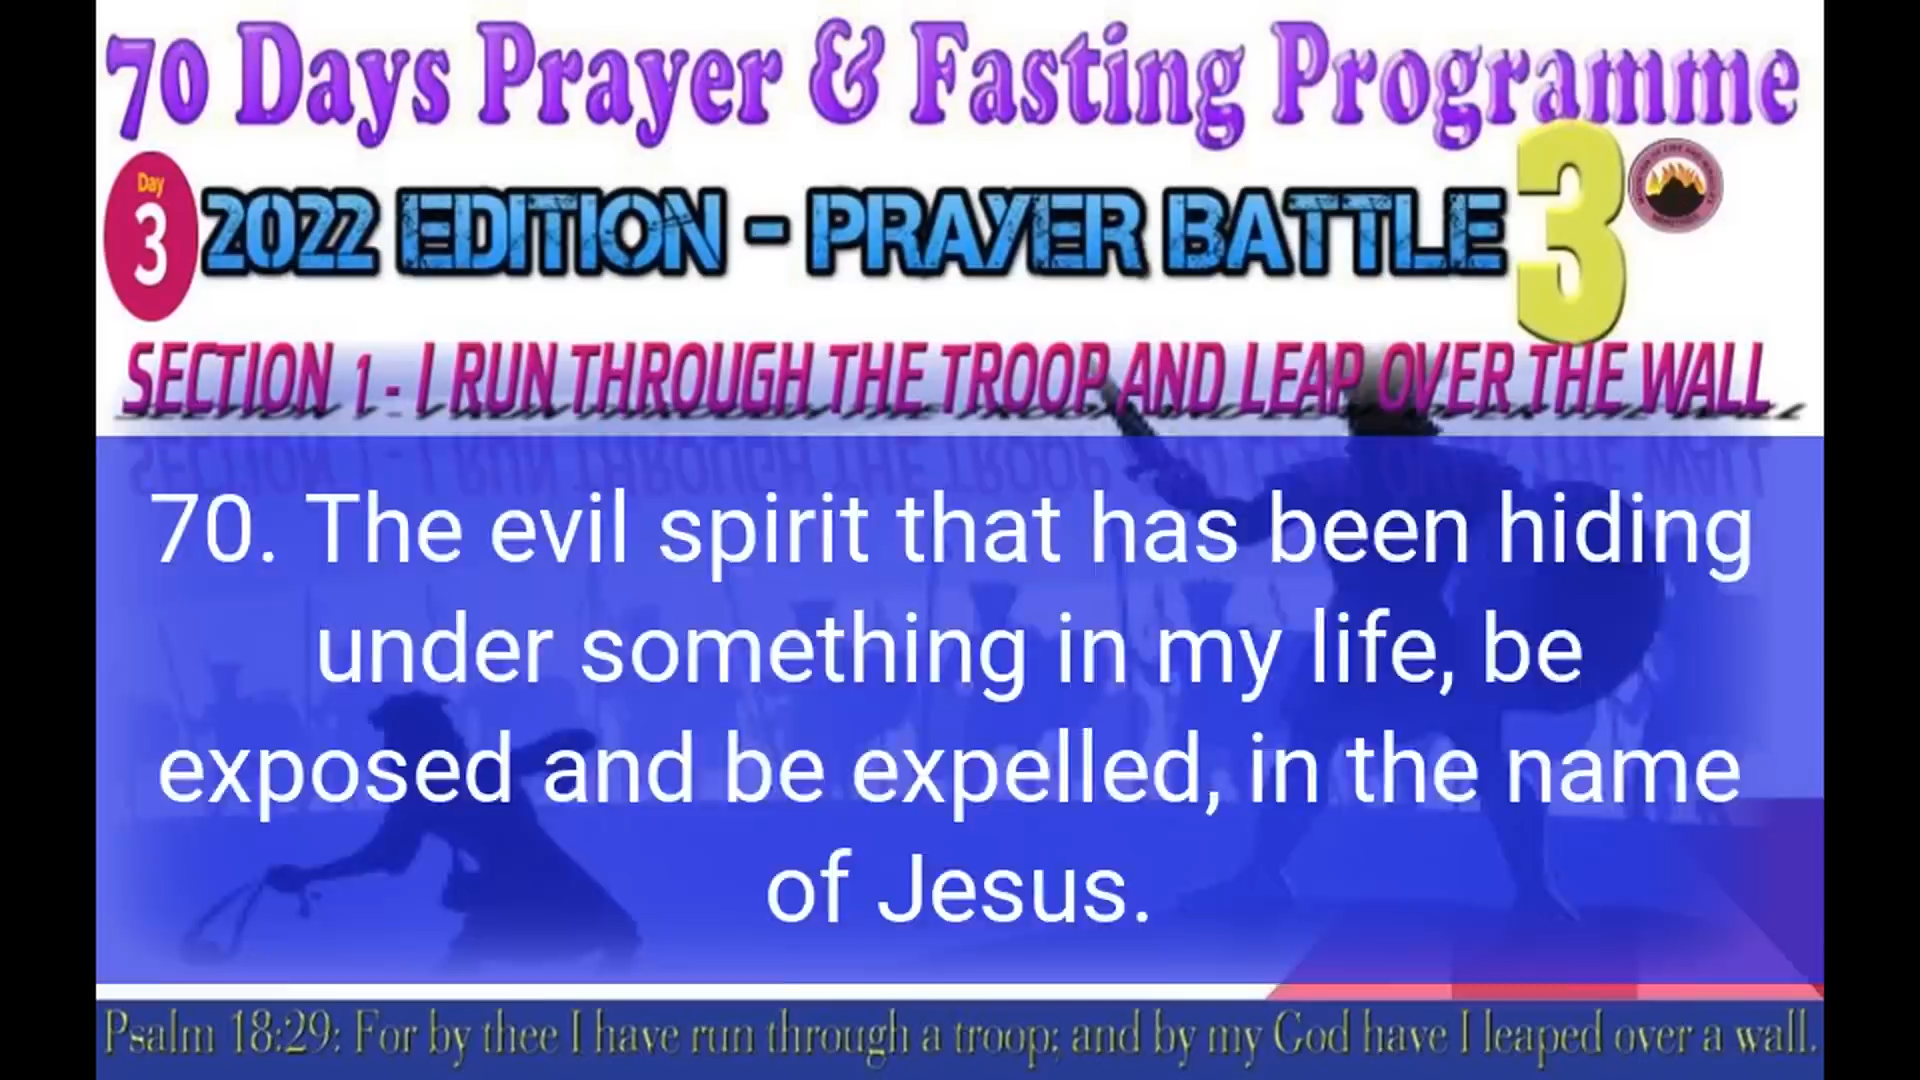 70 Days Prayer & Fasting Programme
Day
3
2022 EDITION - PRAYER BATTLE
3
SECTION 1 - I RUN THROUGH THE TROOP AND LEAP OVER THE WALL
70. The evil spirit that has been hiding
under something in my life, be
exposed and be expelled, in the name
of Jesus.
Psalm 18:29: For by thee I have run through a troop; and by my God have I leaped over a wall.